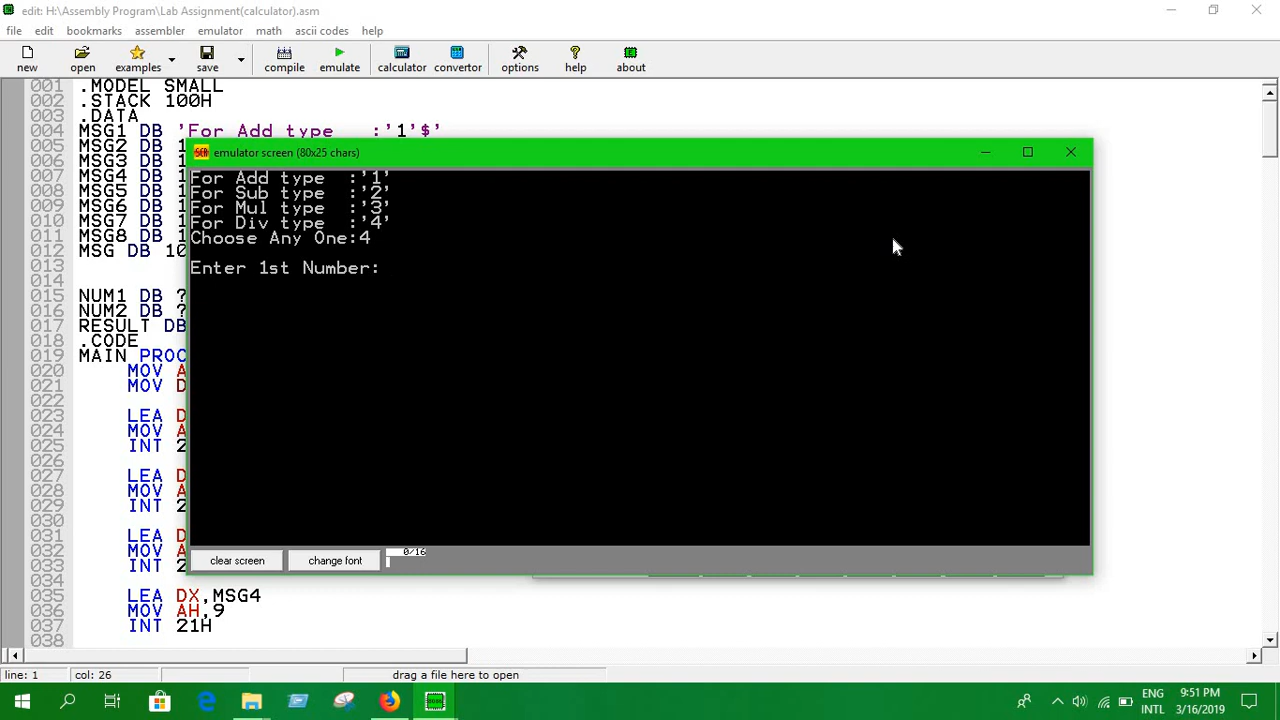 edit: H:\Assembly Program\Lab Assignment(calculator).asm
file edit bookmarks assembler emulator math ascii codes help
new open examples save compile emulate calculator convertor options help about
001 .MODEL SMALL
002 .STACK 100H
003 .DATA
004 MSG1 DB 'For Add type   :'1'$'
005 MSG2 DB 1
006 MSG3 DB 1
007 MSG4 DB 1
008 MSG5 DB 1
009 MSG6 DB 1
010 MSG7 DB 1
011 MSG8 DB 1
012 MSG DB 10
013
014
015 NUM1 DB ?
016 NUM2 DB ?
017 RESULT DB
018 .CODE
019 MAIN PROC
020 MOV A
021 MOV D
022
023 LEA D
024 MOV A
025 INT 2
026
027 LEA D
028 MOV A
029 INT 2
030
031 LEA D
032 MOV A
033 INT 2
034
035 LEA DX,MSG4
036 MOV AH,9
037 INT 21H
038
emulator screen (80x25 chars)
For Add type  :'1'
For Sub type  :'2'
For Mul type  :'3'
For Div type  :'4'
Choose Any One:4
Enter 1st Number:
clear screen change font 0/16
line: 1 col: 26 drag a file here to open
ENG 9:51 PM
INTL 3/16/2019